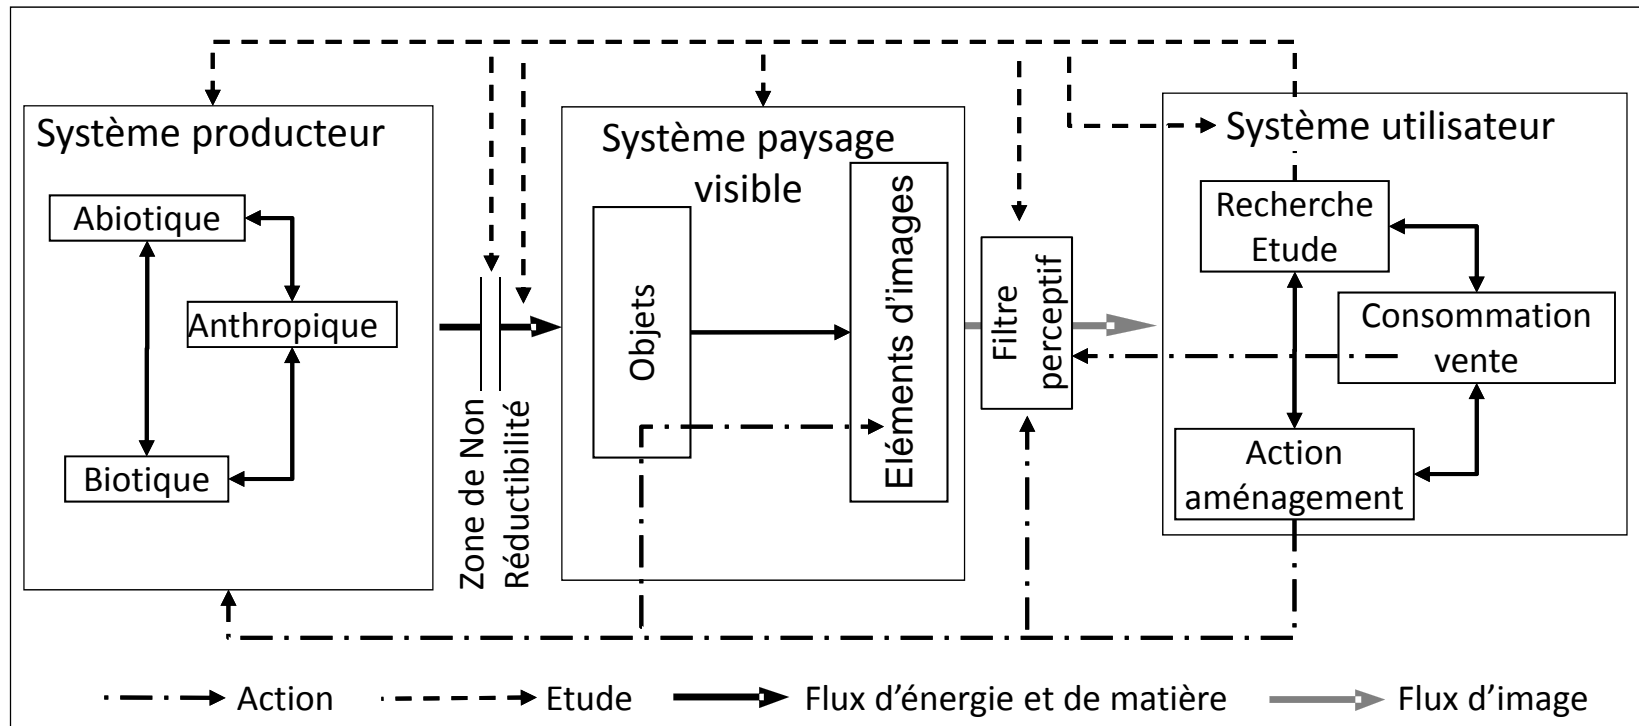 Système producteur
Abiotique
Anthropique
Biotique
Zone de Non
Réductibilité
Système paysage
visible
Objets
Eléments d'images
Filtre
perceptif
Système utilisateur
Recherche
Etude
Consommation
vente
Action
aménagement
Action
Etude
Flux d'énergie et de matière
Flux d'image